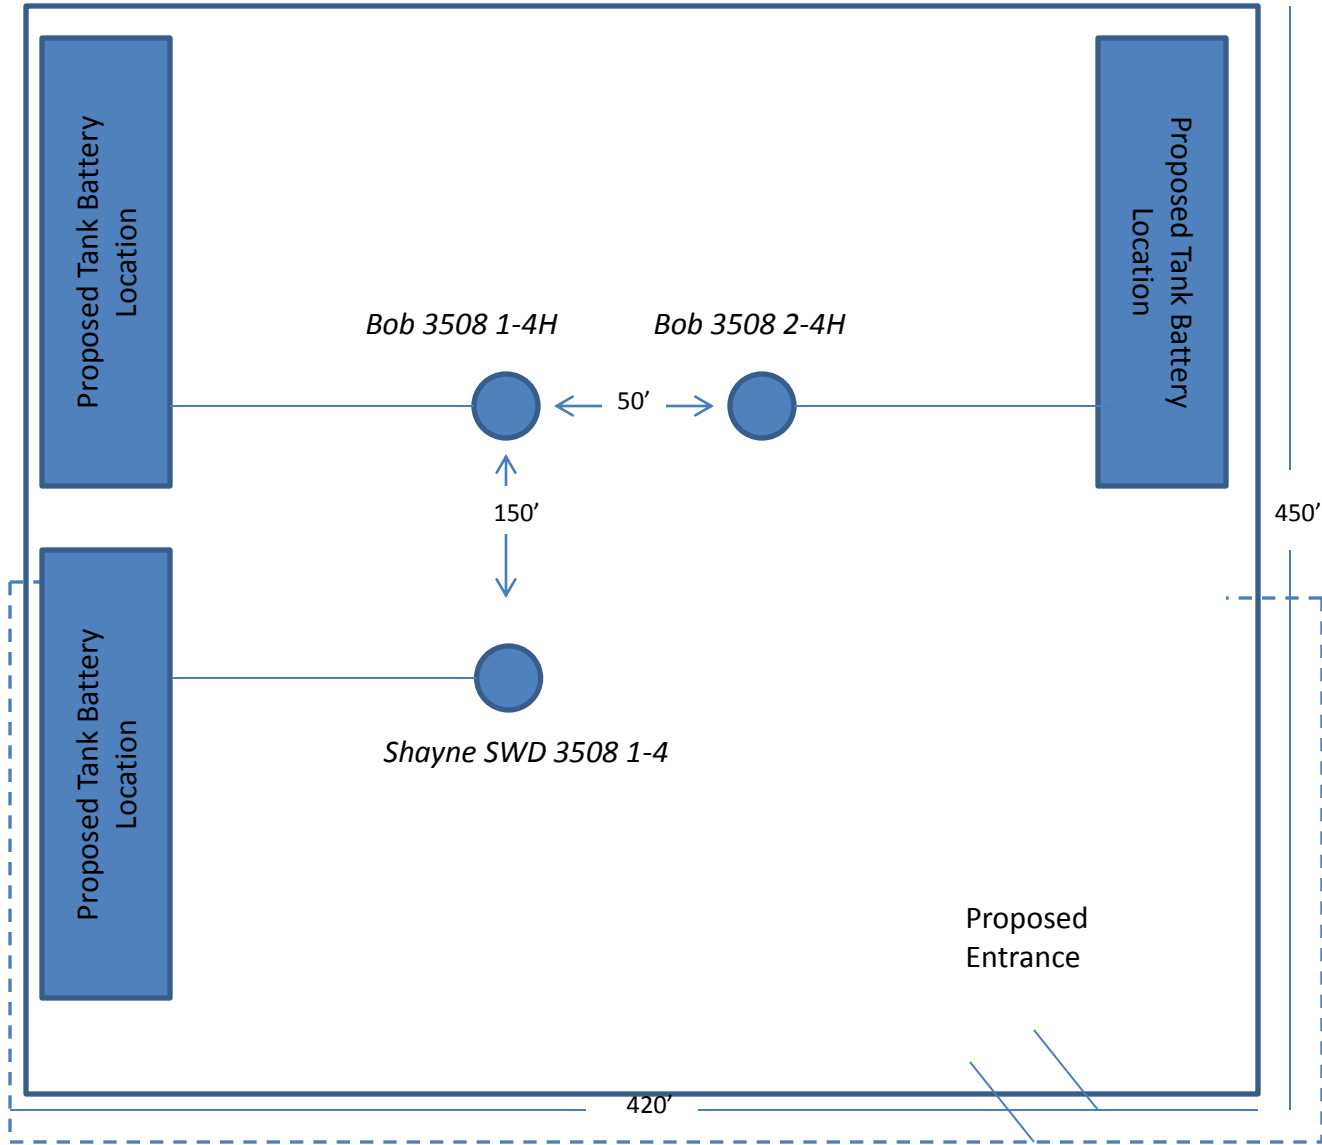 Proposed Tank Battery
Location
Proposed Tank Battery
Location
Bob 3508 1-4H
Bob 3508 2-4H
50’
150’
450’
Proposed Tank Battery
Location
Shayne SWD 3508 1-4
Proposed
Entrance
420’